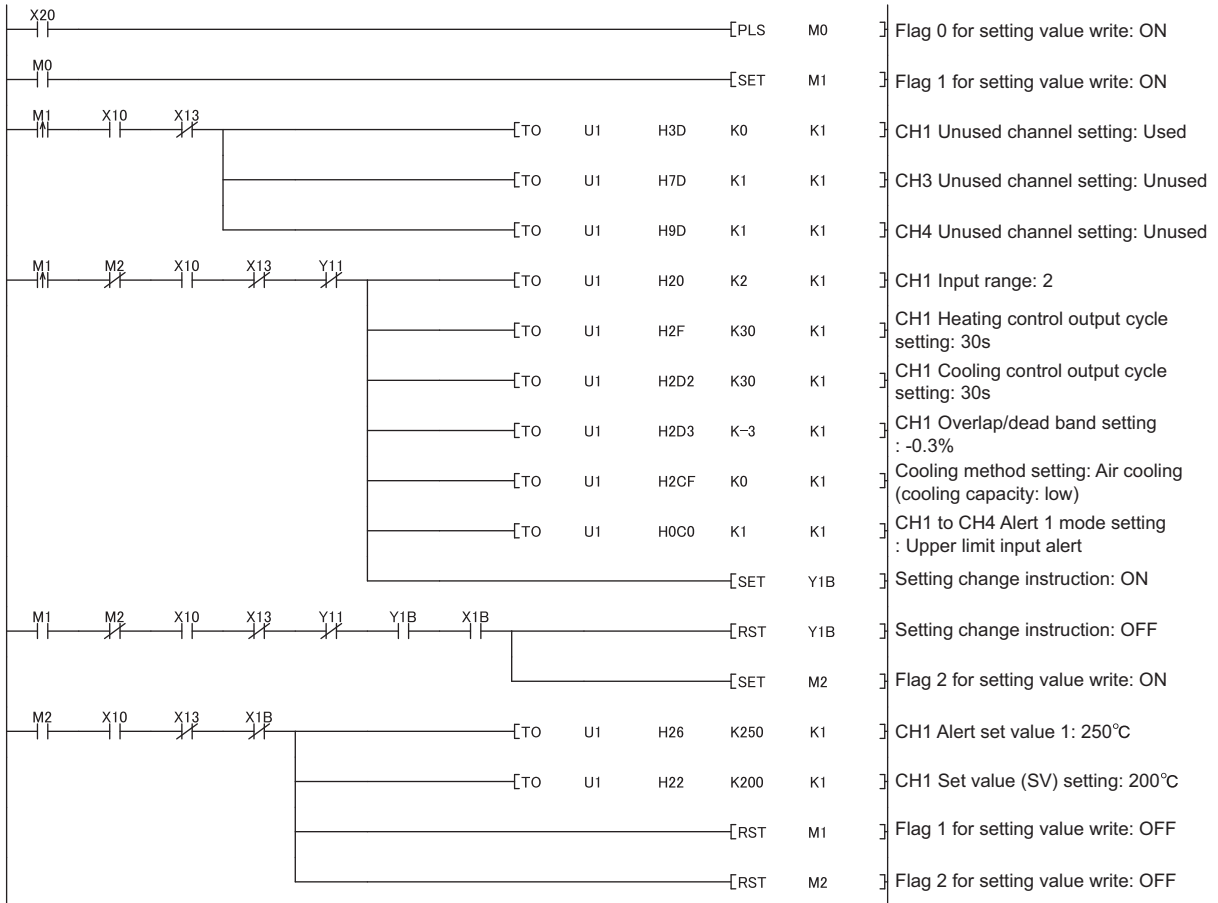 X20
[PLS M0 ] Flag 0 for setting value write: ON
M0
[SET M1 ] Flag 1 for setting value write: ON
M1 X10 X13
[TO U1 H3D K0 K1 ] CH1 Unused channel setting: Used
[TO U1 H7D K1 K1 ] CH3 Unused channel setting: Unused
[TO U1 H9D K1 K1 ] CH4 Unused channel setting: Unused
M1 M2 X10 X13 Y11
[TO U1 H20 K2 K1 ] CH1 Input range: 2
[TO U1 H2F K30 K1 ] CH1 Heating control output cycle
setting: 30s
[TO U1 H2D2 K30 K1 ] CH1 Cooling control output cycle
setting: 30s
[TO U1 H2D3 K-3 K1 ] CH1 Overlap/dead band setting
: -0.3%
[TO U1 H2CF K0 K1 ] Cooling method setting: Air cooling
(cooling capacity: low)
[TO U1 H0C0 K1 K1 ] CH1 to CH4 Alert 1 mode setting
: Upper limit input alert
[SET Y1B ] Setting change instruction: ON
M1 M2 X10 X13 Y11 Y1B X1B
[RST Y1B ] Setting change instruction: OFF
[SET M2 ] Flag 2 for setting value write: ON
M2 X10 X13 X1B
[TO U1 H26 K250 K1 ] CH1 Alert set value 1: 250℃
[TO U1 H22 K200 K1 ] CH1 Set value (SV) setting: 200℃
[RST M1 ] Flag 1 for setting value write: OFF
[RST M2 ] Flag 2 for setting value write: OFF